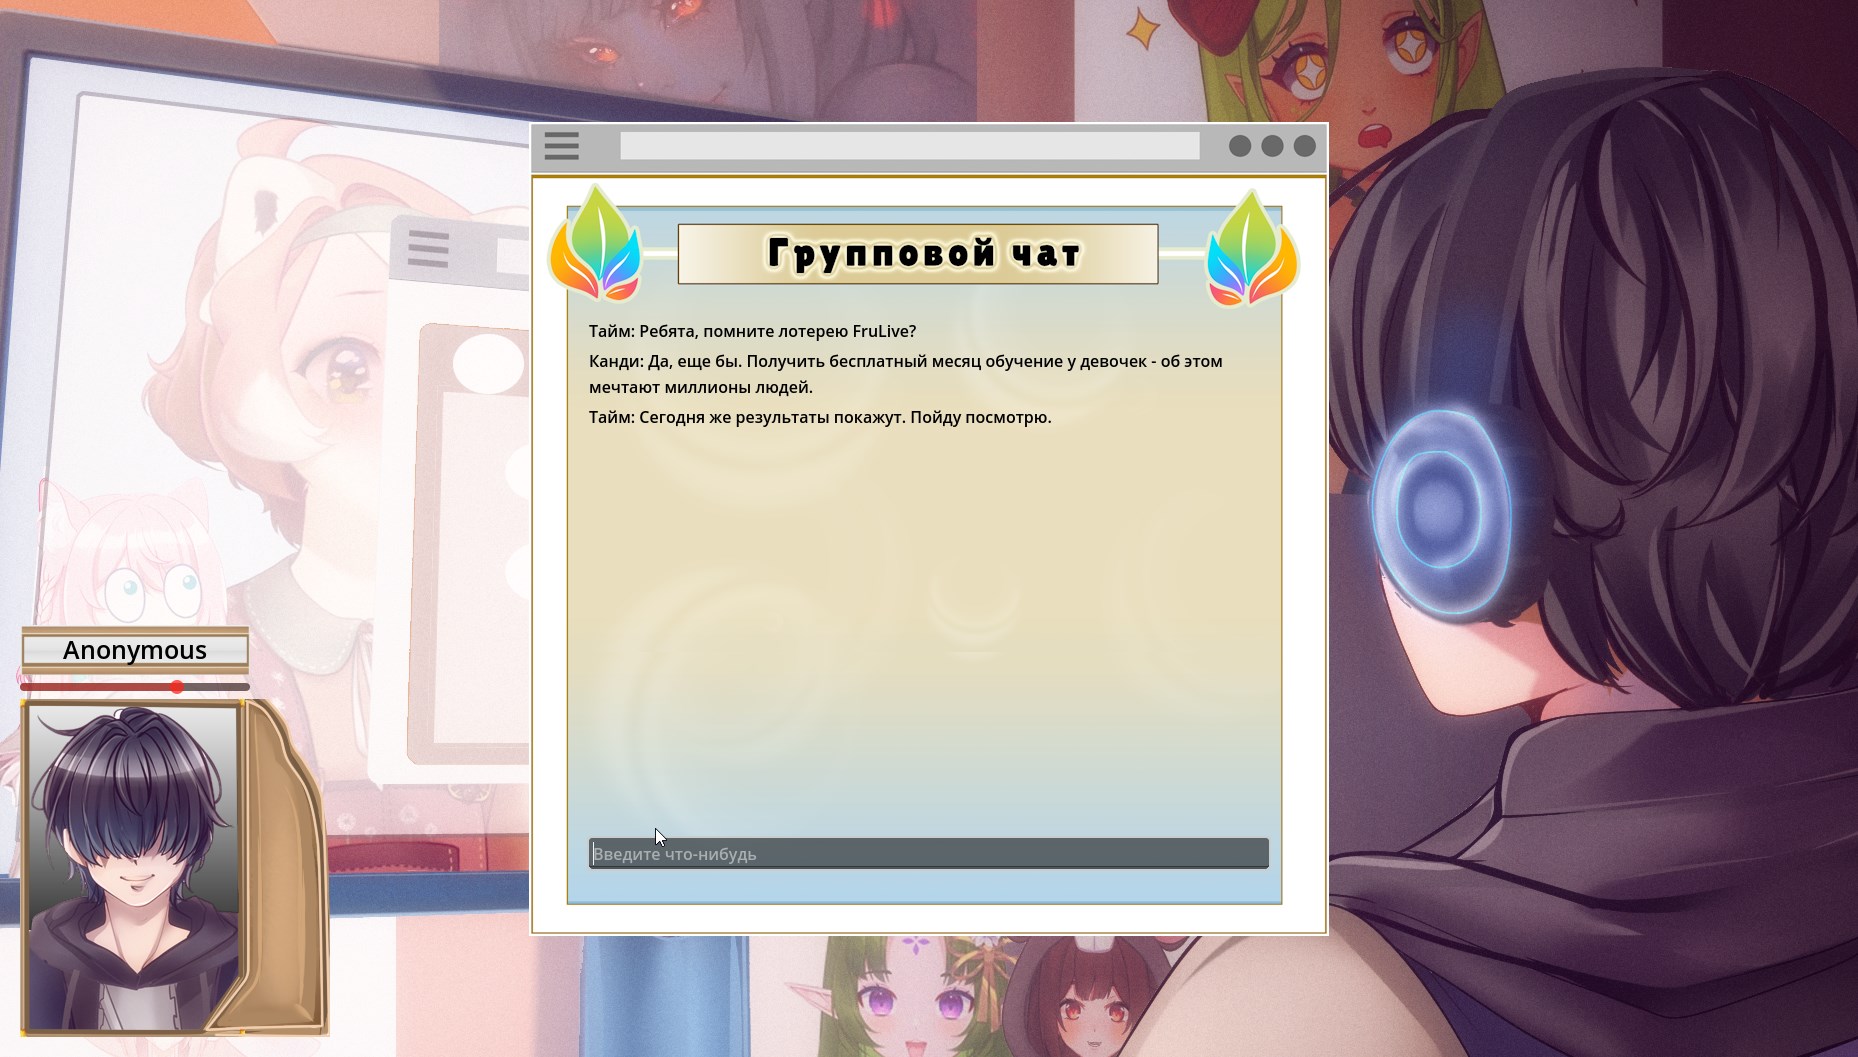 Групповой чат
Тайм: Ребята, помните лотерею FruLive?
Канди: Да, еще бы. Получить бесплатный месяц обучение у девочек - об этом
мечтают миллионы людей.
Тайм: Сегодня же результаты покажут. Пойду посмотрю.
Anonymous
Введите что-нибудь